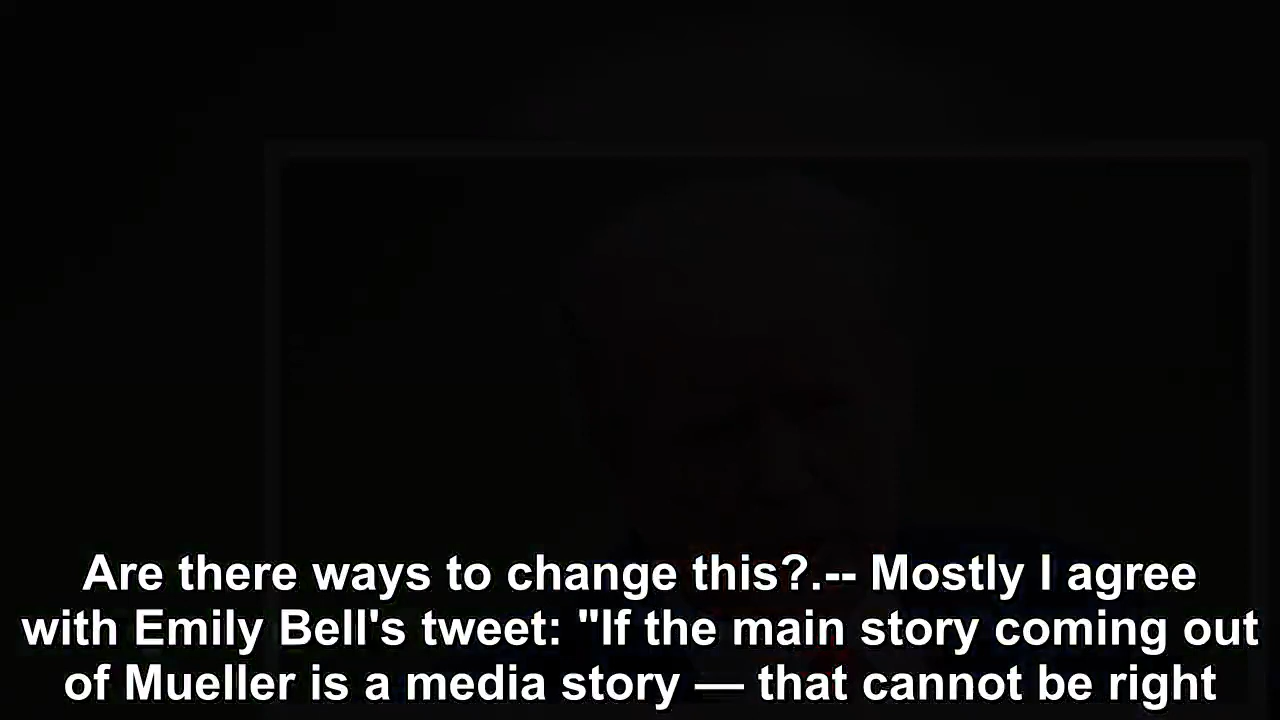 Are there ways to change this?.-- Mostly I agree
with Emily Bell's tweet: "If the main story coming out
of Mueller is a media story — that cannot be right